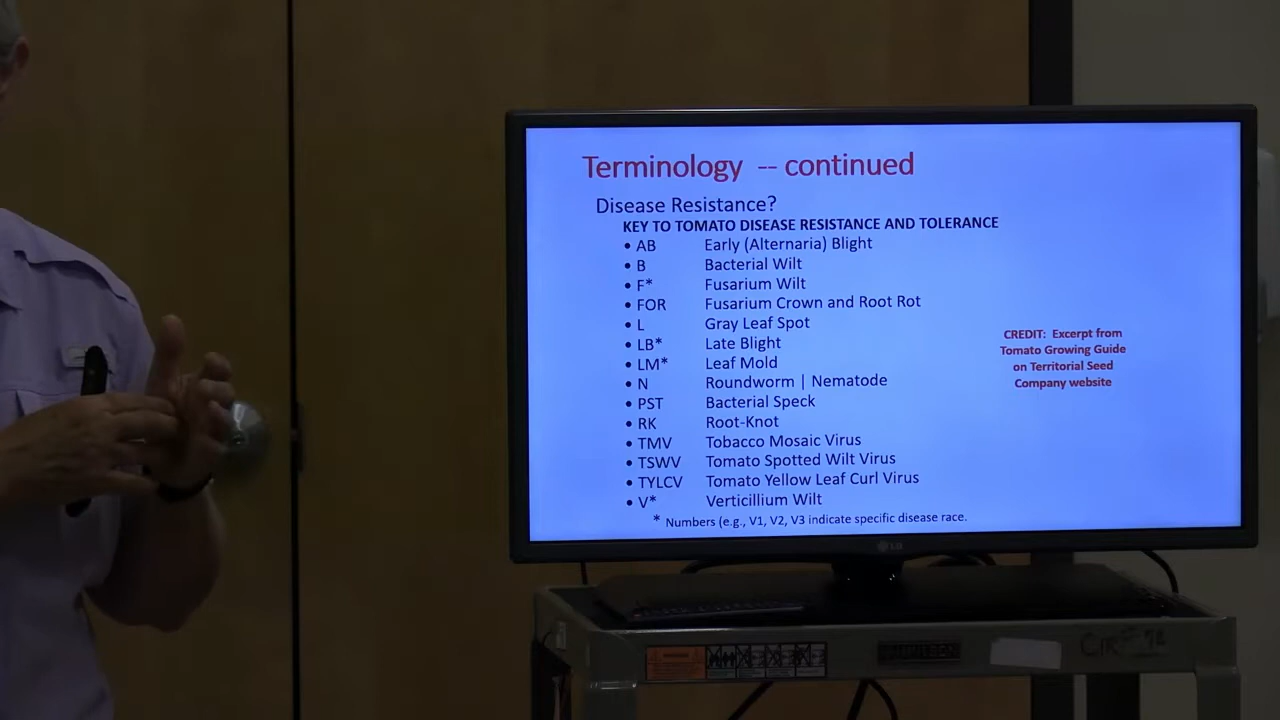 Terminology -- continued
Disease Resistance?
KEY TO TOMATO DISEASE RESISTANCE AND TOLERANCE
• AB Early (Alternaria) Blight
• B Bacterial Wilt
• F* Fusarium Wilt
• FOR Fusarium Crown and Root Rot
• L Gray Leaf Spot
• LB* Late Blight
• LM* Leaf Mold
• N Roundworm | Nematode
• PST Bacterial Speck
• RK Root-Knot
• TMV Tobacco Mosaic Virus
• TSWV Tomato Spotted Wilt Virus
• TYLCV Tomato Yellow Leaf Curl Virus
• V* Verticillium Wilt
* Numbers (e.g., V1, V2, V3 indicate specific disease race.
CREDIT: Excerpt from
Tomato Growing Guide
on Territorial Seed
Company website
LG